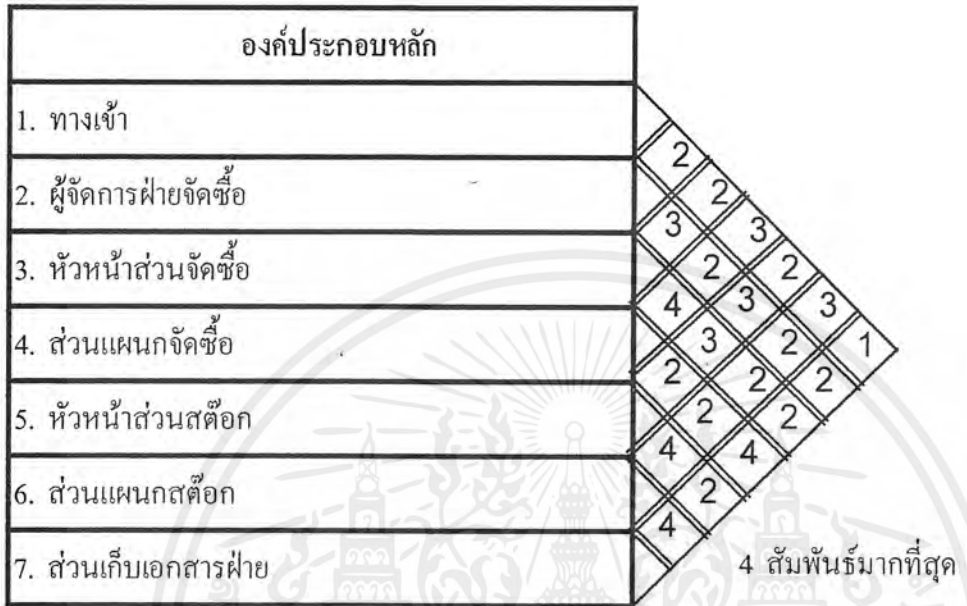 องค์ประกอบหลัก
1. ทางเข้า
2
2. ผู้จัดการฝ่ายจัดซื้อ 2
3 3
3. หัวหน้าส่วนจัดซื้อ 2 2
4 3 3
4. ส่วนแผนกจัดซื้อ 3 2 1
2 2 2
5. หัวหน้าส่วนสต๊อก 2 2
4 4
6. ส่วนแผนกสต๊อก 2
4
7. ส่วนเก็บเอกสารฝ่าย 4 สัมพันธ์มากที่สุด